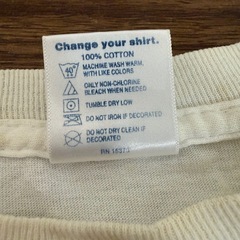 Change your shirt.
100% COTTON
40°
MACHINE WASH WARM,
WITH LIKE COLORS
ONLY NON-CHLORINE
BLEACH WHEN NEEDED
TUMBLE DRY LOW
DO NOT IRON IF
DECORATED
DO NOT DRY CLEAN IF
DECORATED
RN